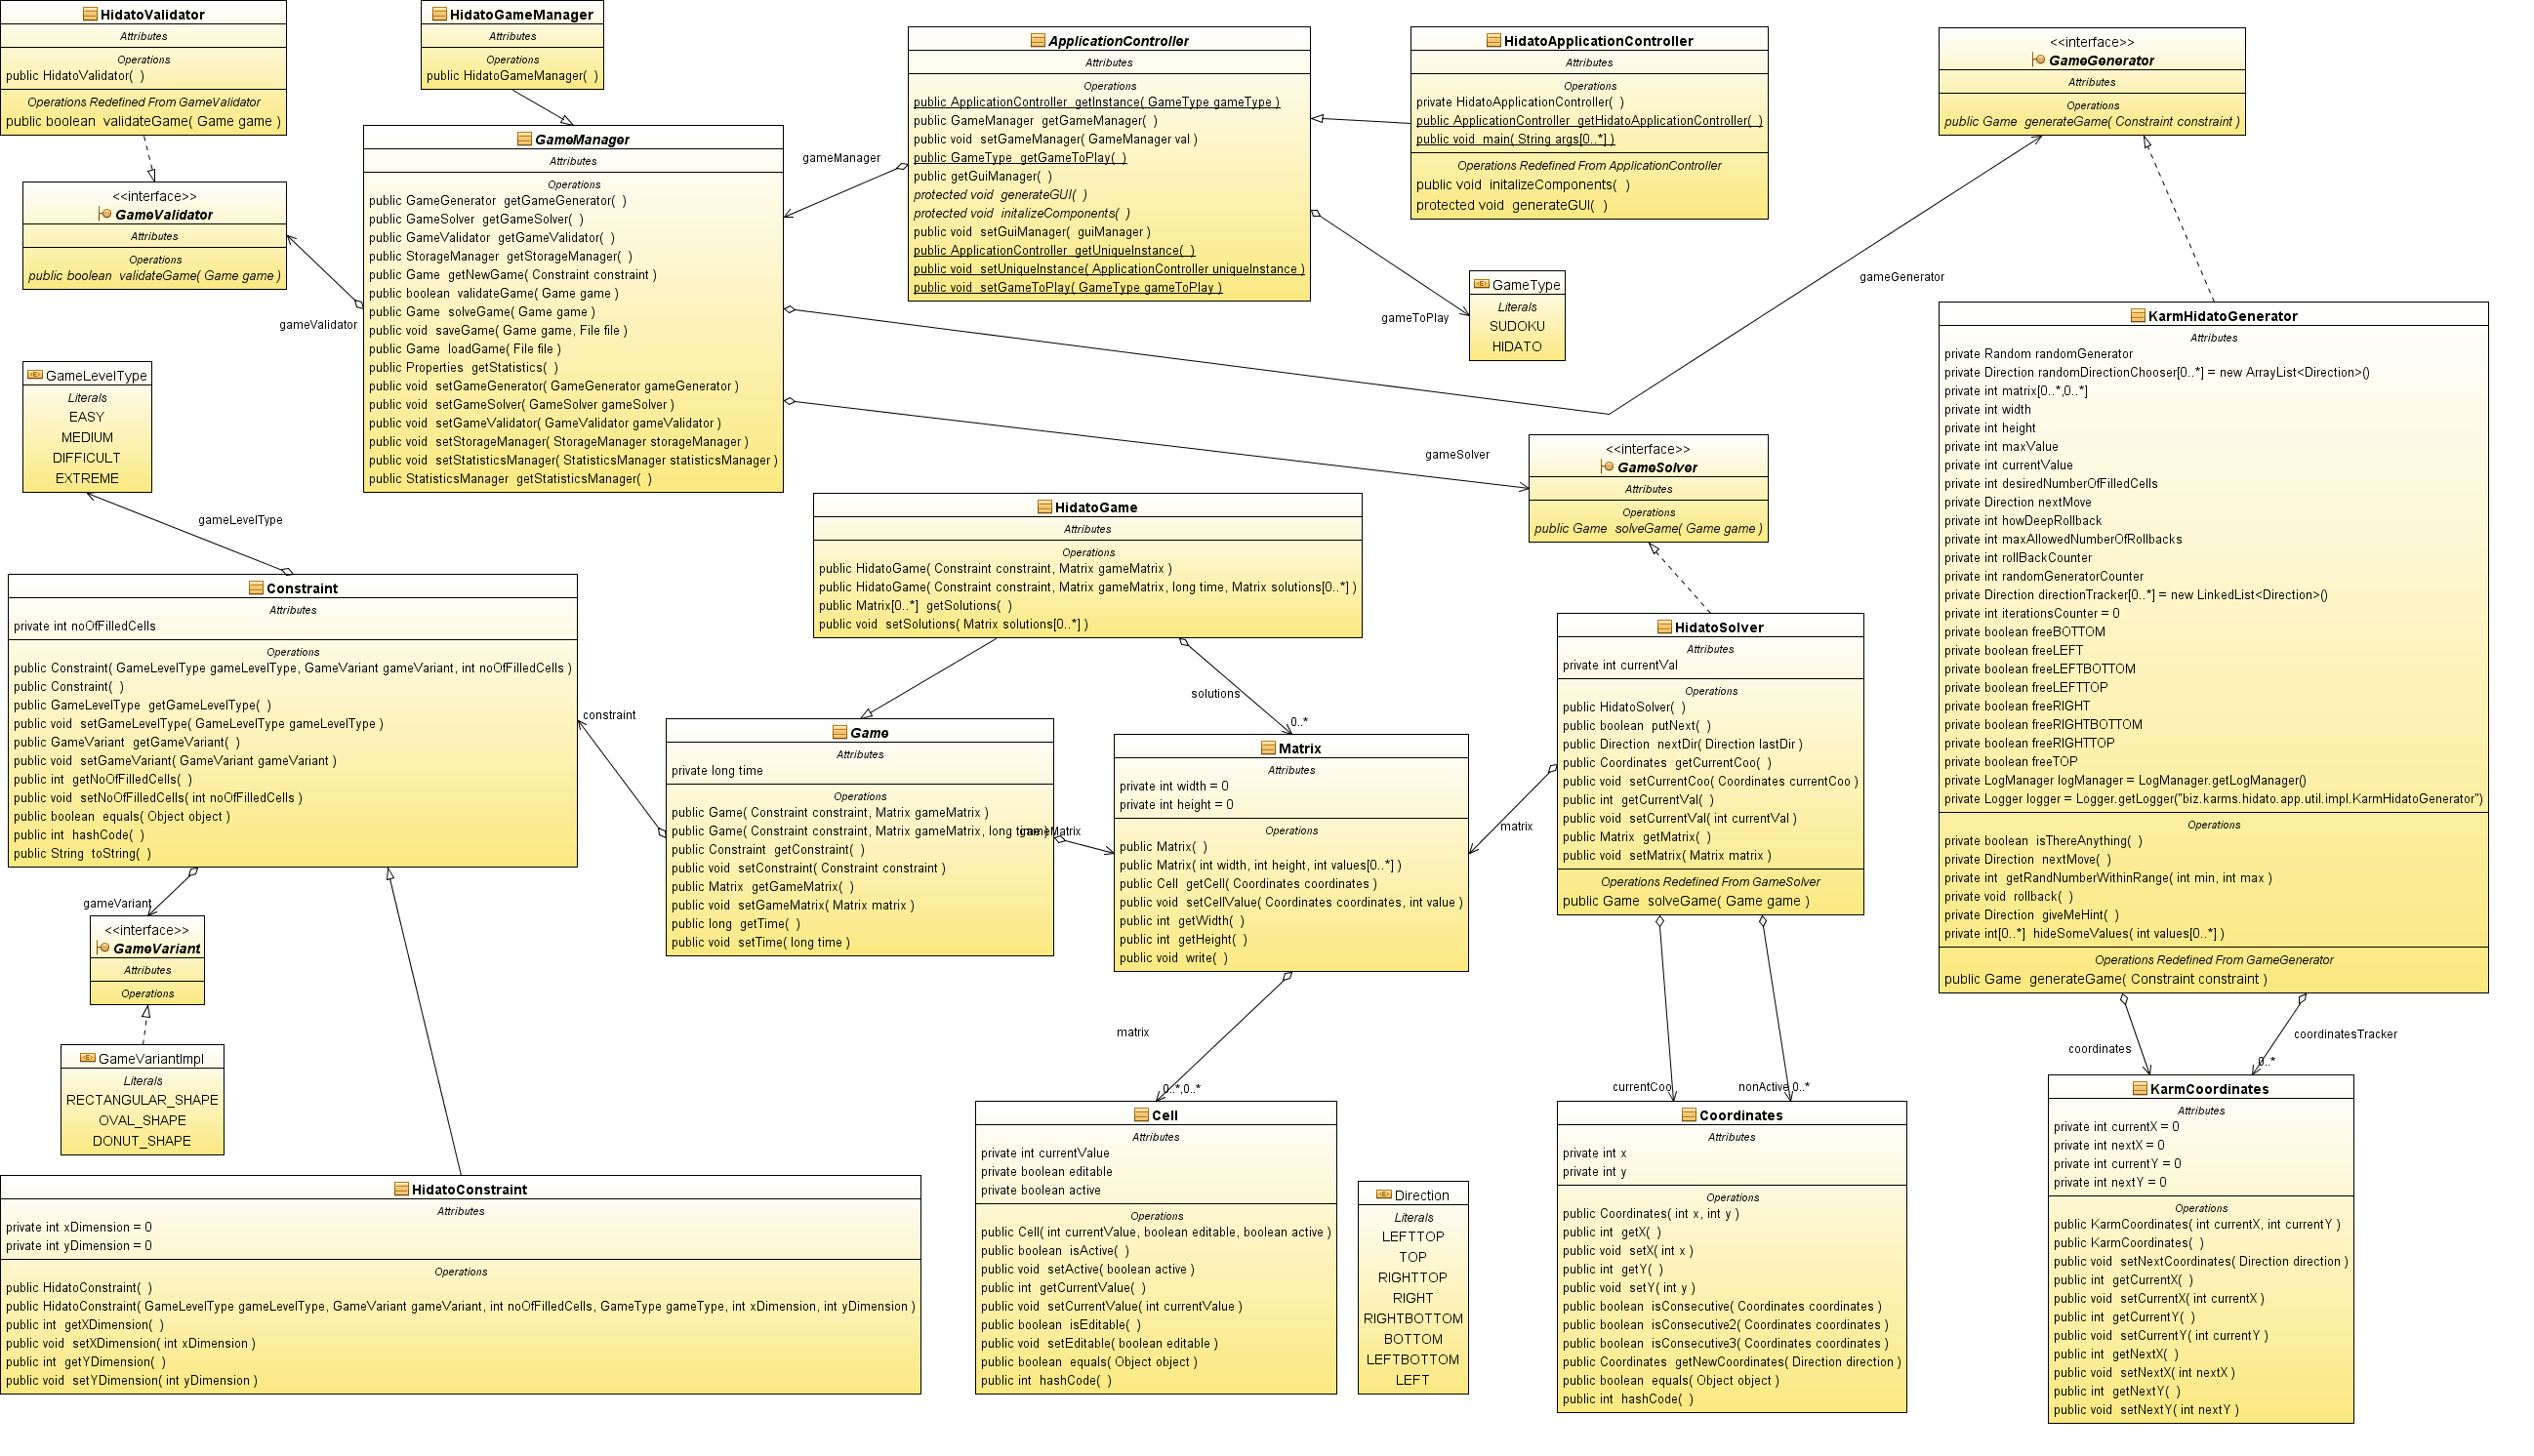 HidatoValidator
Attributes
Operations
public HidatoValidator(  )
Operations Redefined From GameValidator
public boolean  validateGame( Game game )
HidatoGameManager
Attributes
Operations
public HidatoGameManager(  )
ApplicationController
Attributes
Operations
public ApplicationController  getInstance( GameType gameType )
public GameManager  getGameManager(  )
public void  setGameManager( GameManager val )
public GameType  getGameToPlay(  )
public getGuiManager(  )
protected void  generateGUI(  )
protected void  initalizeComponents(  )
public void  setGuiManager(  guiManager )
public ApplicationController  getUniqueInstance(  )
public void  setUniqueInstance( ApplicationController uniqueInstance )
public void  setGameToPlay( GameType gameToPlay )
HidatoApplicationController
Attributes
Operations
private HidatoApplicationController(  )
public ApplicationController  getHidatoApplicationController(  )
public void  main( String args[0..*] )
Operations Redefined From ApplicationController
public void  initalizeComponents(  )
protected void  generateGUI(  )
<<interface>>
GameGenerator
Attributes
Operations
public Game  generateGame( Constraint constraint )
<<interface>>
GameValidator
Attributes
Operations
public boolean  validateGame( Game game )
GameManager
Attributes
Operations
public GameGenerator  getGameGenerator(  )
public GameSolver  getGameSolver(  )
public GameValidator  getGameValidator(  )
public StorageManager  getStorageManager(  )
public Game  getNewGame( Constraint constraint )
public boolean  validateGame( Game game )
public Game  solveGame( Game game )
public void  saveGame( Game game, File file )
public Game  loadGame( File file )
public Properties  getStatistics(  )
public void  setGameGenerator( GameGenerator gameGenerator )
public void  setGameSolver( GameSolver gameSolver )
public void  setGameValidator( GameValidator gameValidator )
public void  setStorageManager( StorageManager storageManager )
public void  setStatisticsManager( StatisticsManager statisticsManager )
public StatisticsManager  getStatisticsManager(  )
gameManager
gameValidator
gameToPlay
gameGenerator
gameSolver
GameType
Literals
SUDOKU
HIDATO
GameLevelType
Literals
EASY
MEDIUM
DIFFICULT
EXTREME
gameLevelType
<<interface>>
GameSolver
Attributes
Operations
public Game  solveGame( Game game )
KarmHidatoGenerator
Attributes
private Random randomGenerator
private Direction randomDirectionChooser[0..*] = new ArrayList<Direction>()
private int matrix[0..*,0..*]
private int width
private int height
private int maxValue
private int currentValue
private int desiredNumberOfFilledCells
private Direction nextMove
private int howDeepRollback
private int maxAllowedNumberOfRollbacks
private int rollBackCounter
private int randomGeneratorCounter
private Direction directionTracker[0..*] = new LinkedList<Direction>()
private int iterationsCounter = 0
private boolean freeBOTTOM
private boolean freeLEFT
private boolean freeLEFTBOTTOM
private boolean freeLEFTTOP
private boolean freeRIGHT
private boolean freeRIGHTBOTTOM
private boolean freeRIGHTTOP
private boolean freeTOP
private LogManager logManager = LogManager.getLogManager()
private Logger logger = Logger.getLogger("biz.karms.hidato.app.util.impl.KarmHidatoGenerator")
Operations
private boolean  isThereAnything(  )
private Direction  nextMove(  )
private int  getRandNumberWithinRange( int min, int max )
private void  rollback(  )
private Direction  giveMeHint(  )
private int[0..*]  hideSomeValues( int values[0..*] )
Operations Redefined From GameGenerator
public Game  generateGame( Constraint constraint )
HidatoGame
Attributes
Operations
public HidatoGame( Constraint constraint, Matrix gameMatrix )
public HidatoGame( Constraint constraint, Matrix gameMatrix, long time, Matrix solutions[0..*] )
public Matrix[0..*]  getSolutions(  )
public void  setSolutions( Matrix solutions[0..*] )
Constraint
Attributes
private int noOfFilledCells
Operations
public Constraint( GameLevelType gameLevelType, GameVariant gameVariant, int noOfFilledCells )
public Constraint(  )
public GameLevelType  getGameLevelType(  )
public void  setGameLevelType( GameLevelType gameLevelType )
public GameVariant  getGameVariant(  )
public void  setGameVariant( GameVariant gameVariant )
public int  getNoOfFilledCells(  )
public void  setNoOfFilledCells( int noOfFilledCells )
public boolean  equals( Object object )
public int  hashCode(  )
public String  toString(  )
constraint
solutions
0..*
Game
Attributes
private long time
Operations
public Game( Constraint constraint, Matrix gameMatrix )
public Game( Constraint constraint, Matrix gameMatrix, long time )
public Constraint  getConstraint(  )
public void  setConstraint( Constraint constraint )
public Matrix  getGameMatrix(  )
public void  setGameMatrix( Matrix matrix )
public long  getTime(  )
public void  setTime( long time )
gameMatrix
Matrix
Attributes
private int width = 0
private int height = 0
Operations
public Matrix(  )
public Matrix( int width, int height, int values[0..*] )
public Cell  getCell( Coordinates coordinates )
public void  setCellValue( Coordinates coordinates, int value )
public int  getWidth(  )
public int  getHeight(  )
public void  write(  )
matrix
HidatoSolver
Attributes
private int currentVal
Operations
public HidatoSolver(  )
public boolean  putNext(  )
public Direction  nextDir( Direction lastDir )
public Coordinates  getCurrentCoo(  )
public void  setCurrentCoo( Coordinates currentCoo )
public int  getCurrentVal(  )
public void  setCurrentVal( int currentVal )
public Matrix  getMatrix(  )
public void  setMatrix( Matrix matrix )
Operations Redefined From GameSolver
public Game  solveGame( Game game )
gameVariant
<<interface>>
GameVariant
Attributes
Operations
GameVariantImpl
Literals
RECTANGULAR_SHAPE
OVAL_SHAPE
DONUT_SHAPE
matrix
0..*,0..*
currentCoo
nonActive 0..*
coordinates
coordinatesTracker
0..*
HidatoConstraint
Attributes
private int xDimension = 0
private int yDimension = 0
Operations
public HidatoConstraint(  )
public HidatoConstraint( GameLevelType gameLevelType, GameVariant gameVariant, int noOfFilledCells, GameType gameType, int xDimension, int yDimension )
public int  getXDimension(  )
public void  setXDimension( int xDimension )
public int  getYDimension(  )
public void  setYDimension( int yDimension )
Cell
Attributes
private int currentValue
private boolean editable
private boolean active
Operations
public Cell( int currentValue, boolean editable, boolean active )
public boolean  isActive(  )
public void  setActive( boolean active )
public int  getCurrentValue(  )
public void  setCurrentValue( int currentValue )
public boolean  isEditable(  )
public void  setEditable( boolean editable )
public boolean  equals( Object object )
public int  hashCode(  )
Direction
Literals
LEFTTOP
TOP
RIGHTTOP
RIGHT
RIGHTBOTTOM
BOTTOM
LEFTBOTTOM
LEFT
Coordinates
Attributes
private int x
private int y
Operations
public Coordinates( int x, int y )
public int  getX(  )
public void  setX( int x )
public int  getY(  )
public void  setY( int y )
public boolean  isConsecutive( Coordinates coordinates )
public boolean  isConsecutive2( Coordinates coordinates )
public boolean  isConsecutive3( Coordinates coordinates )
public Coordinates  getNewCoordinates( Direction direction )
public boolean  equals( Object object )
public int  hashCode(  )
KarmCoordinates
Attributes
private int currentX = 0
private int nextX = 0
private int currentY = 0
private int nextY = 0
Operations
public KarmCoordinates( int currentX, int currentY )
public KarmCoordinates(  )
public void  setNextCoordinates( Direction direction )
public int  getCurrentX(  )
public void  setCurrentX( int currentX )
public int  getCurrentY(  )
public void  setCurrentY( int currentY )
public int  getNextX(  )
public void  setNextX( int nextX )
public int  getNextY(  )
public void  setNextY( int nextY )